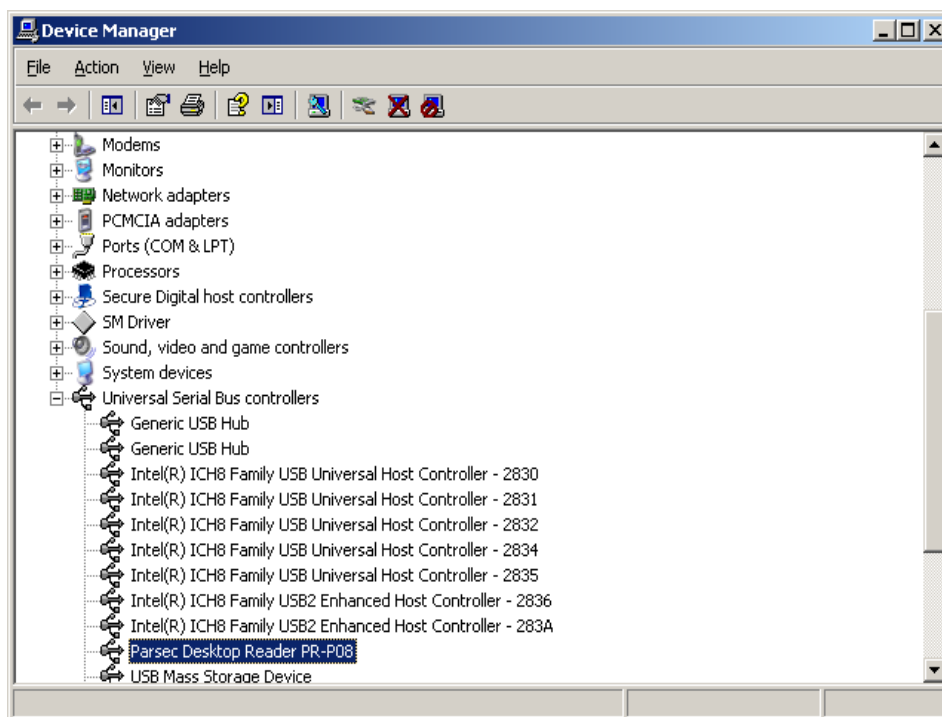 Device Manager
File Action View Help
Modems
Monitors
Network adapters
PCMCIA adapters
Ports (COM & LPT)
Processors
Secure Digital host controllers
SM Driver
Sound, video and game controllers
System devices
Universal Serial Bus controllers
Generic USB Hub
Generic USB Hub
Intel(R) ICH8 Family USB Universal Host Controller - 2830
Intel(R) ICH8 Family USB Universal Host Controller - 2831
Intel(R) ICH8 Family USB Universal Host Controller - 2832
Intel(R) ICH8 Family USB Universal Host Controller - 2834
Intel(R) ICH8 Family USB Universal Host Controller - 2835
Intel(R) ICH8 Family USB2 Enhanced Host Controller - 2836
Intel(R) ICH8 Family USB2 Enhanced Host Controller - 283A
Parsec Desktop Reader PR-P08
USB Mass Storage Device